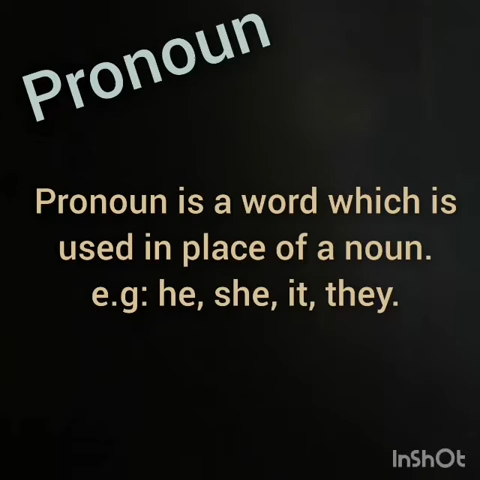 Pronoun
Pronoun is a word which is
used in place of a noun.
e.g: he, she, it, they.
InShOt